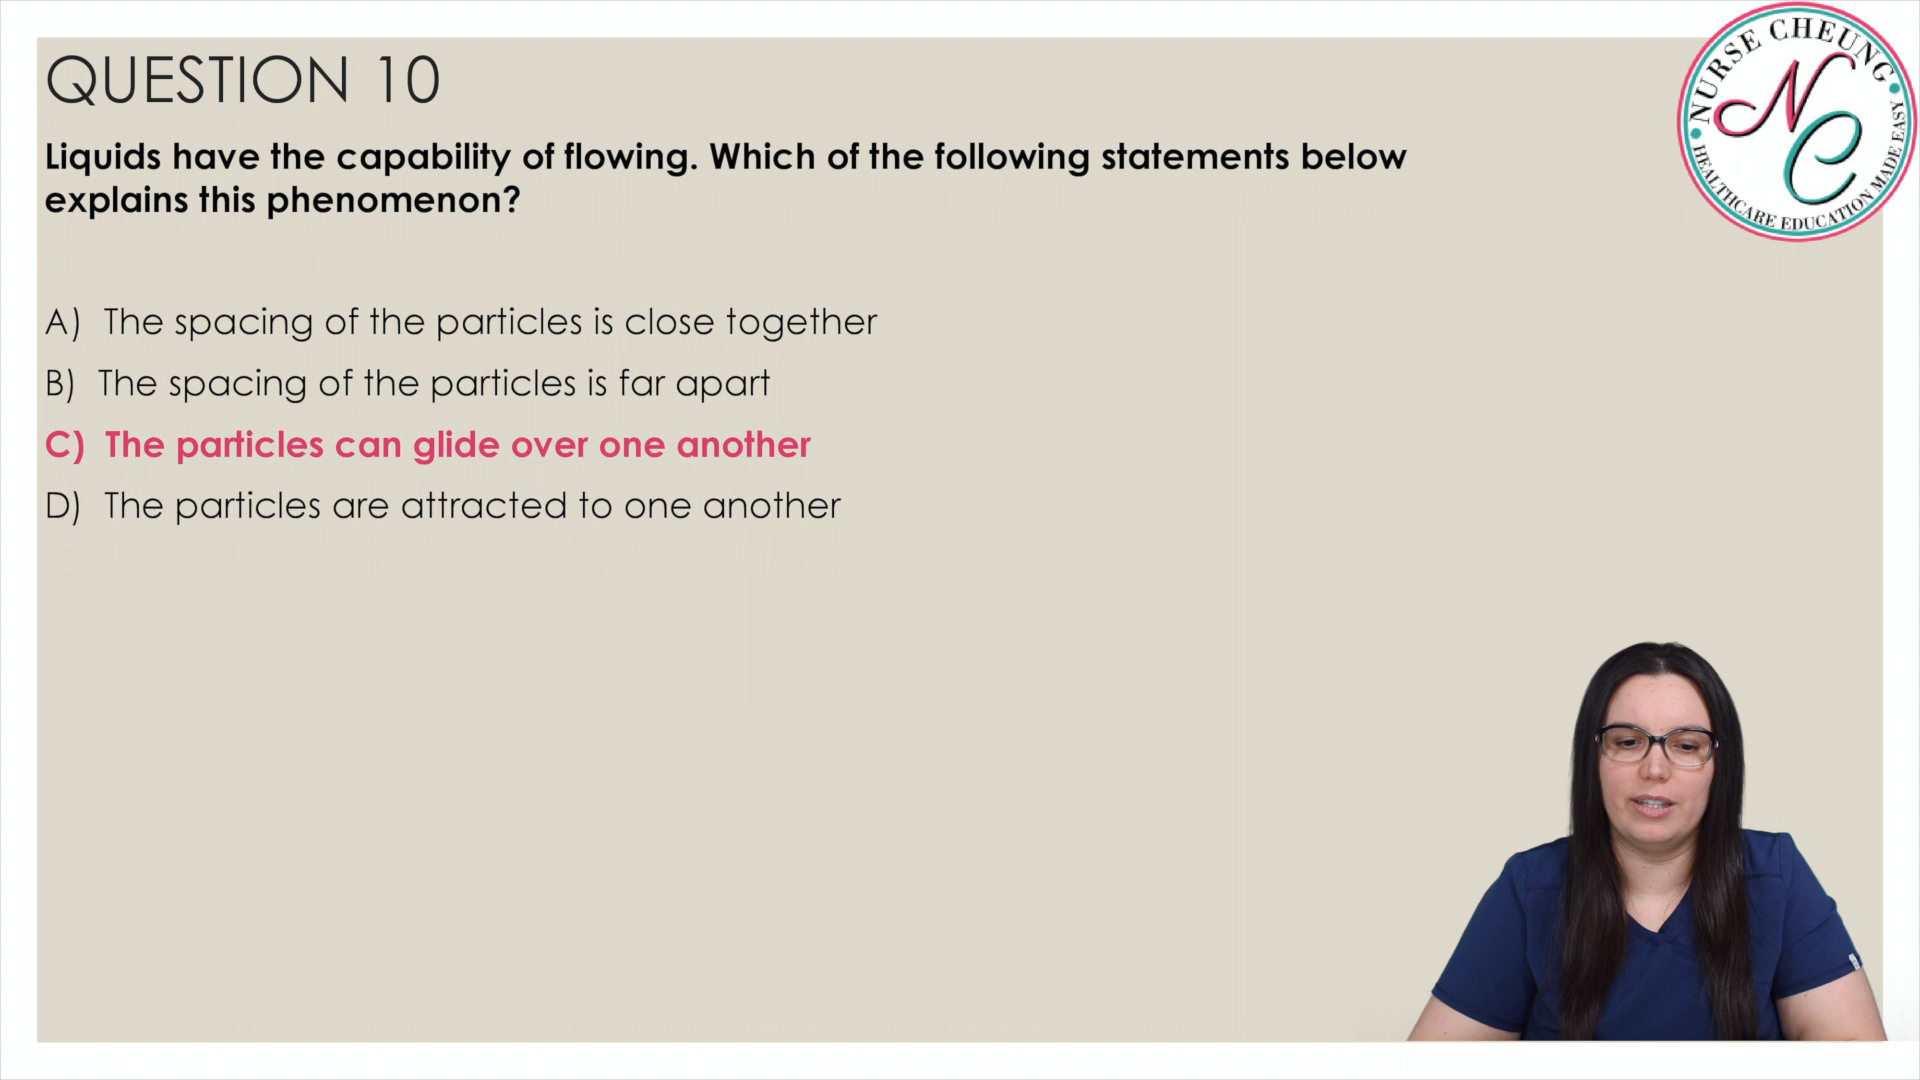 QUESTION 10
Liquids have the capability of flowing. Which of the following statements below
explains this phenomenon?
A) The spacing of the particles is close together
B) The spacing of the particles is far apart
C) The particles can glide over one another
D) The particles are attracted to one another
NURSE CHEUNG
NC
HEALTHCARE EDUCATION MADE EASY